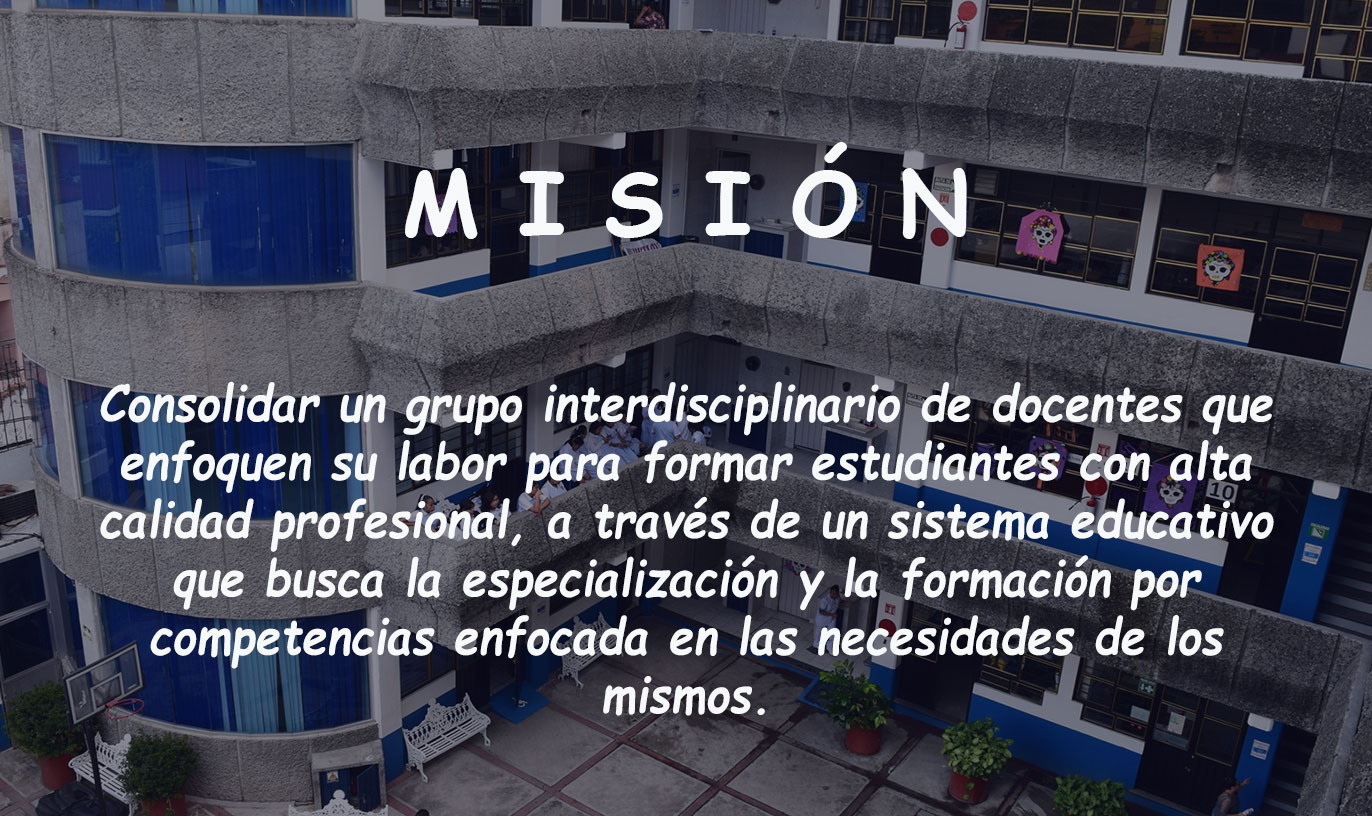 MISIÓN
Consolidar un grupo interdisciplinario de docentes que
enfoquen su labor para formar estudiantes con alta
calidad profesional, a través de un sistema educativo
que busca la especialización y la formación por
competencias enfocada en las necesidades de los
mismos.
10